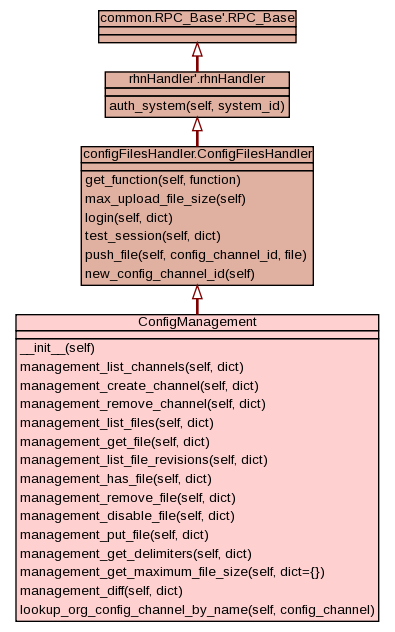 common.RPC_Base'.RPC_Base
rhnHandler'.rhnHandler
auth_system(self, system_id)
configFilesHandler.ConfigFilesHandler
get_function(self, function)
max_upload_file_size(self)
login(self, dict)
test_session(self, dict)
push_file(self, config_channel_id, file)
new_config_channel_id(self)
ConfigManagement
__init__(self)
management_list_channels(self, dict)
management_create_channel(self, dict)
management_remove_channel(self, dict)
management_list_files(self, dict)
management_get_file(self, dict)
management_list_file_revisions(self, dict)
management_has_file(self, dict)
management_remove_file(self, dict)
management_disable_file(self, dict)
management_put_file(self, dict)
management_get_delimiters(self, dict)
management_get_maximum_file_size(self, dict={})
management_diff(self, dict)
lookup_org_config_channel_by_name(self, config_channel)